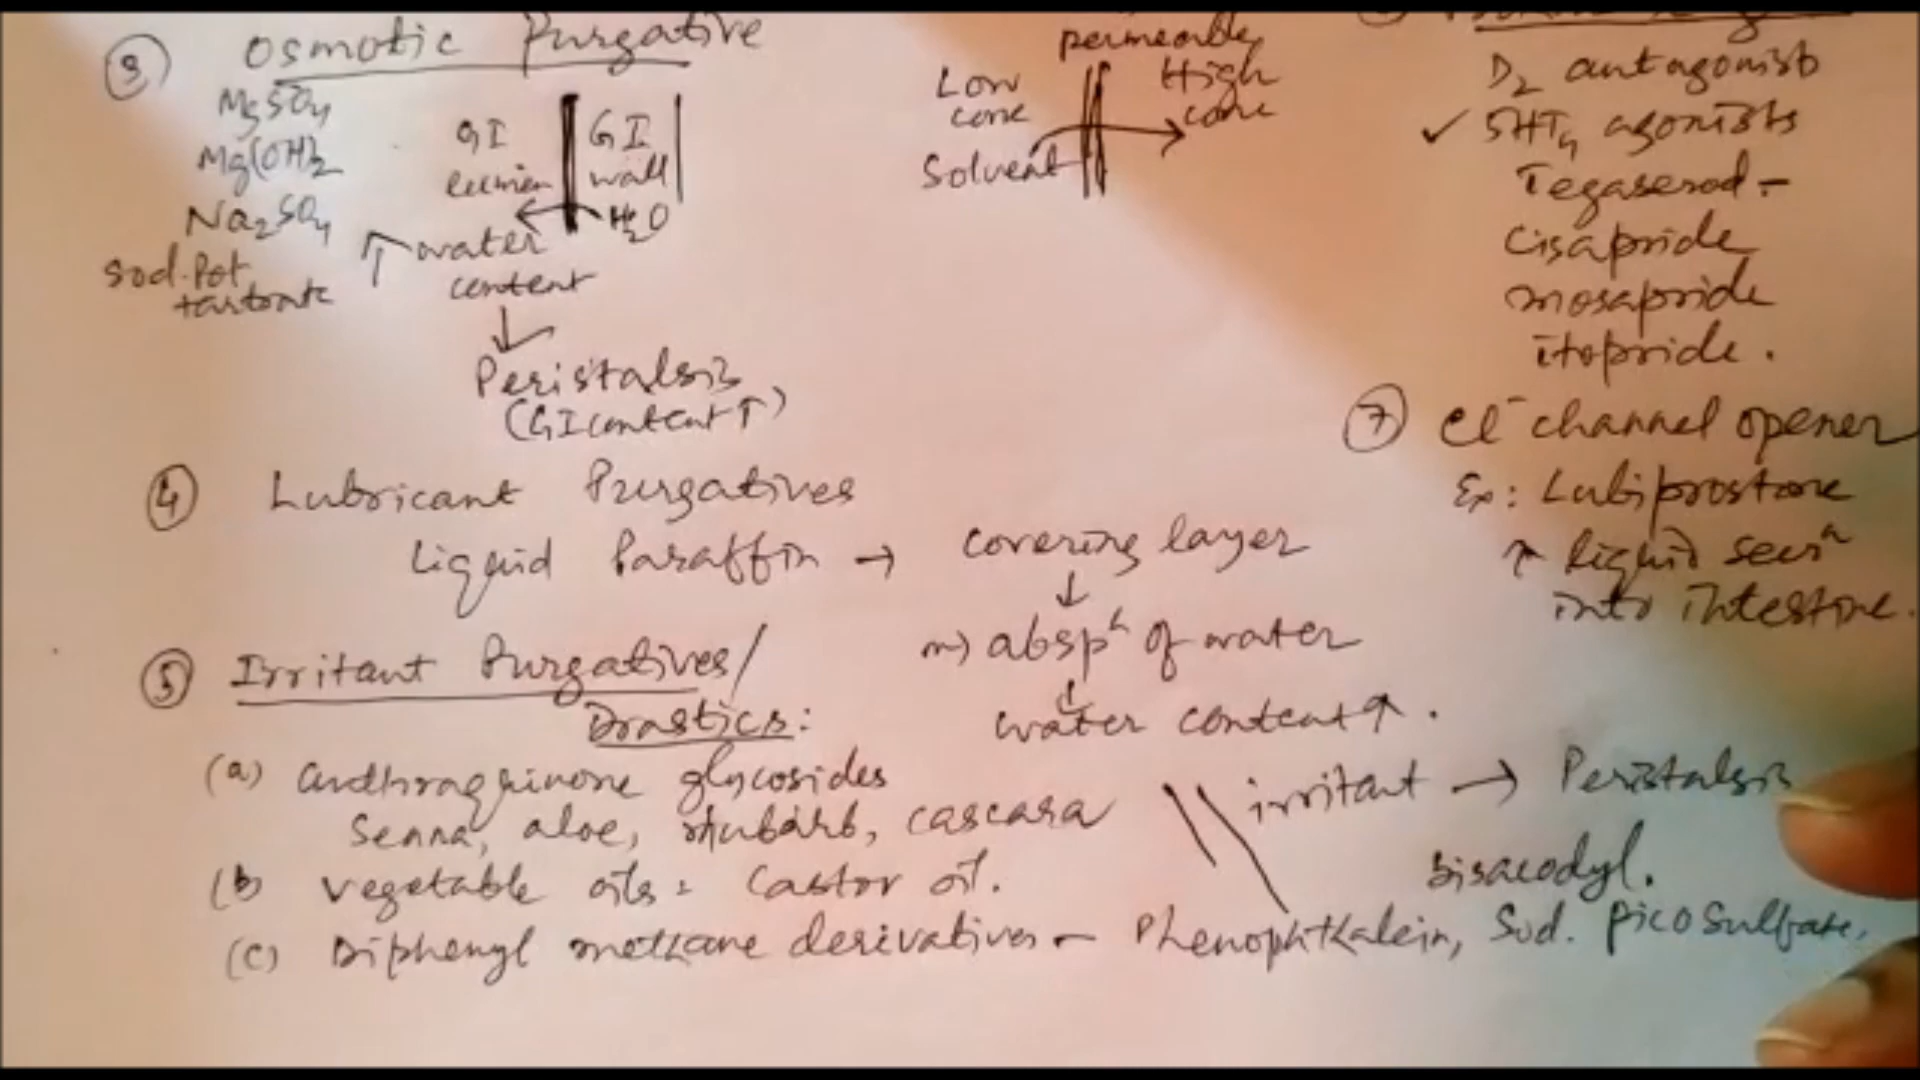 3 Osmotic Purgative
MgSO4
Mg(OH)2
Na2SO4
Sod. Pot
tartrate
GI
lumen
GI
wall
H2O
↑ water
content
↓
Peristalsis
(GI content ↑)
permeable
Low
conc
High
conc
Solvent
4 Lubricant Purgatives
Liquid Paraffin → covering layer
↓
abspn of water
↓
water content ↑.
5 Irritant Purgatives/
Drastics:
(a) Anthraquinone glycosides
Senna, aloe, rhubarb, cascara
(b) vegetable oils = Castor oil.
(c) Diphenyl methane derivatives - Phenophthalein, Sod. picosulfate,
irritant → Peristalsis
Bisacodyl.
D2 antagonist
✓ 5HT4 agonists
Tegaserod -
Cisapride
mosapride
itopride.
7 Cl- channel opener
Ex: Lubiprostone
↑ liquid secrn
into intestine.